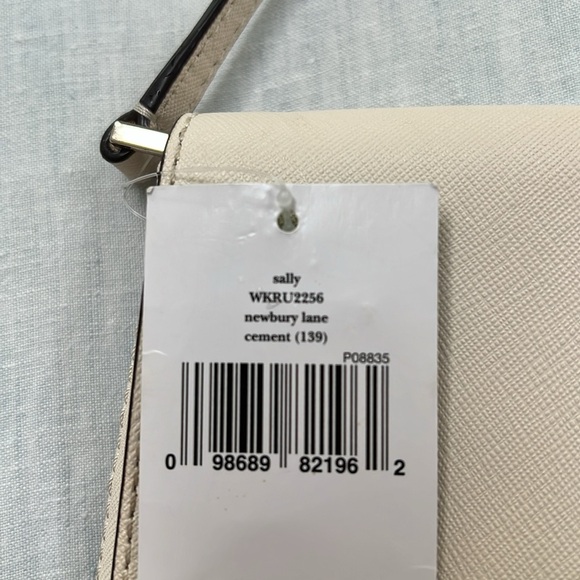 sally
WKRU2256
newbury lane
cement (139)
P08835
0 98689 82196 2